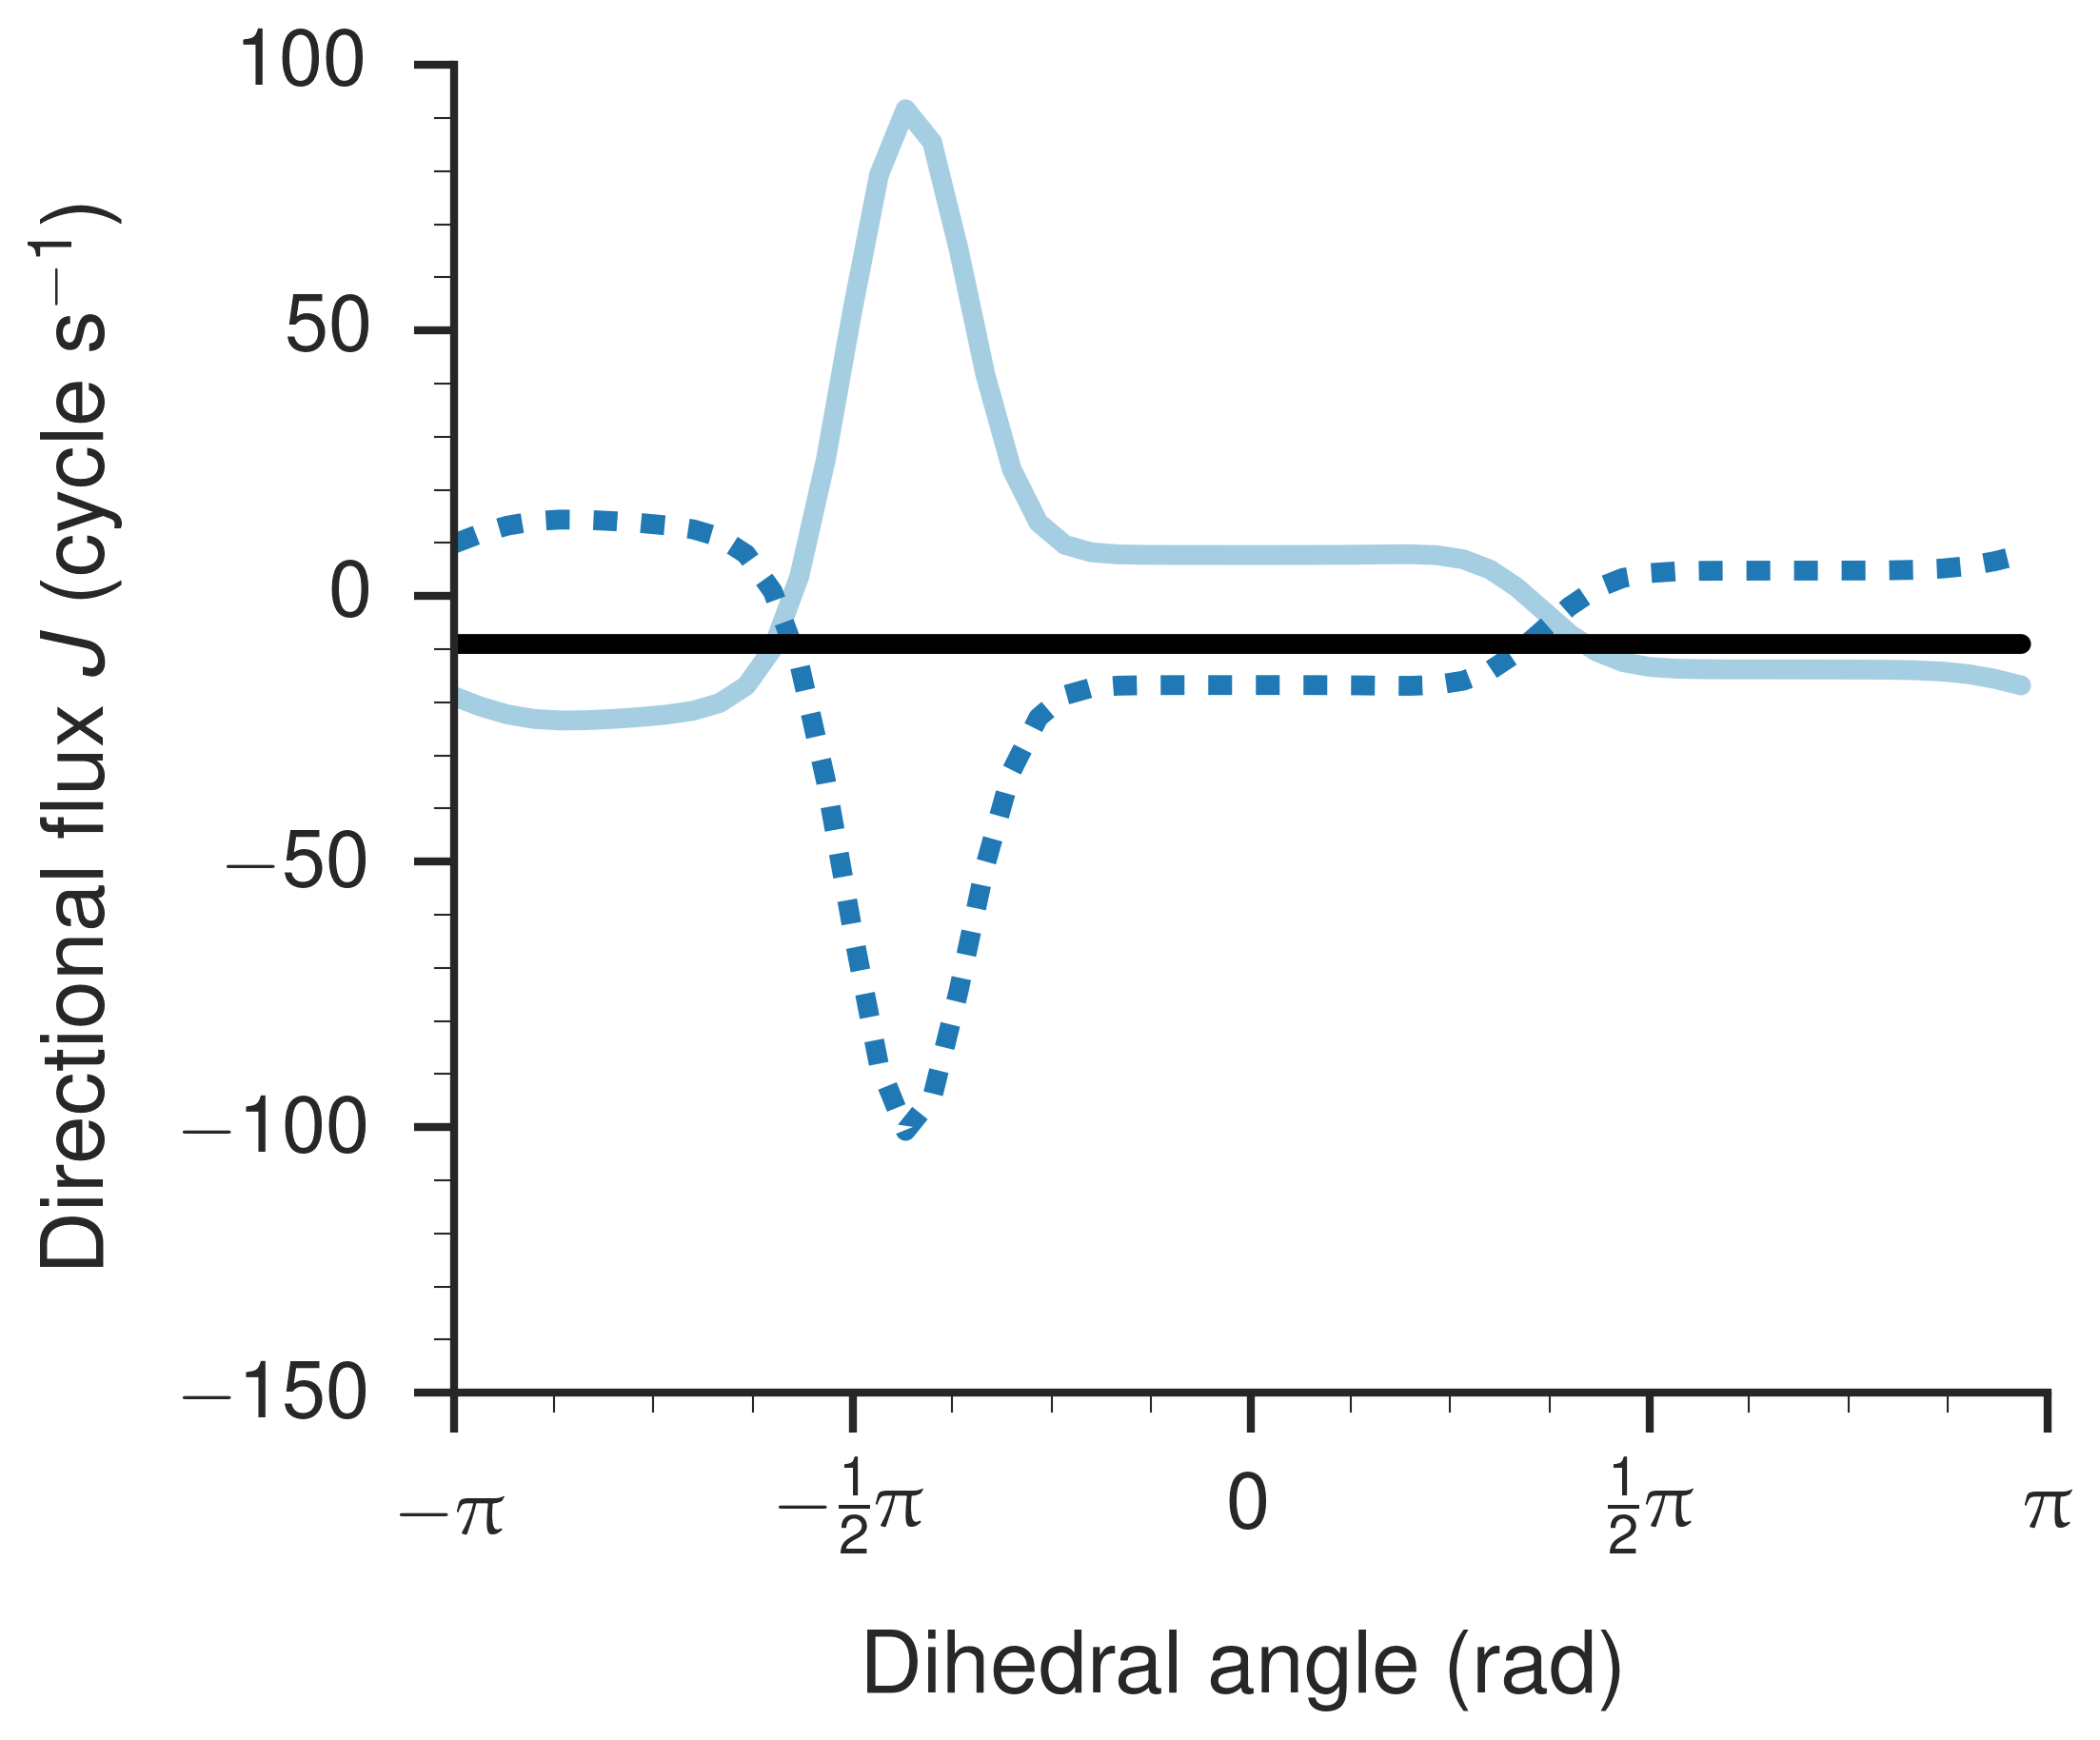 Directional flux J (cycle s⁻¹)
100
50
0
−50
−100
−150
−π
−1/2π
0
1/2π
π
Dihedral angle (rad)